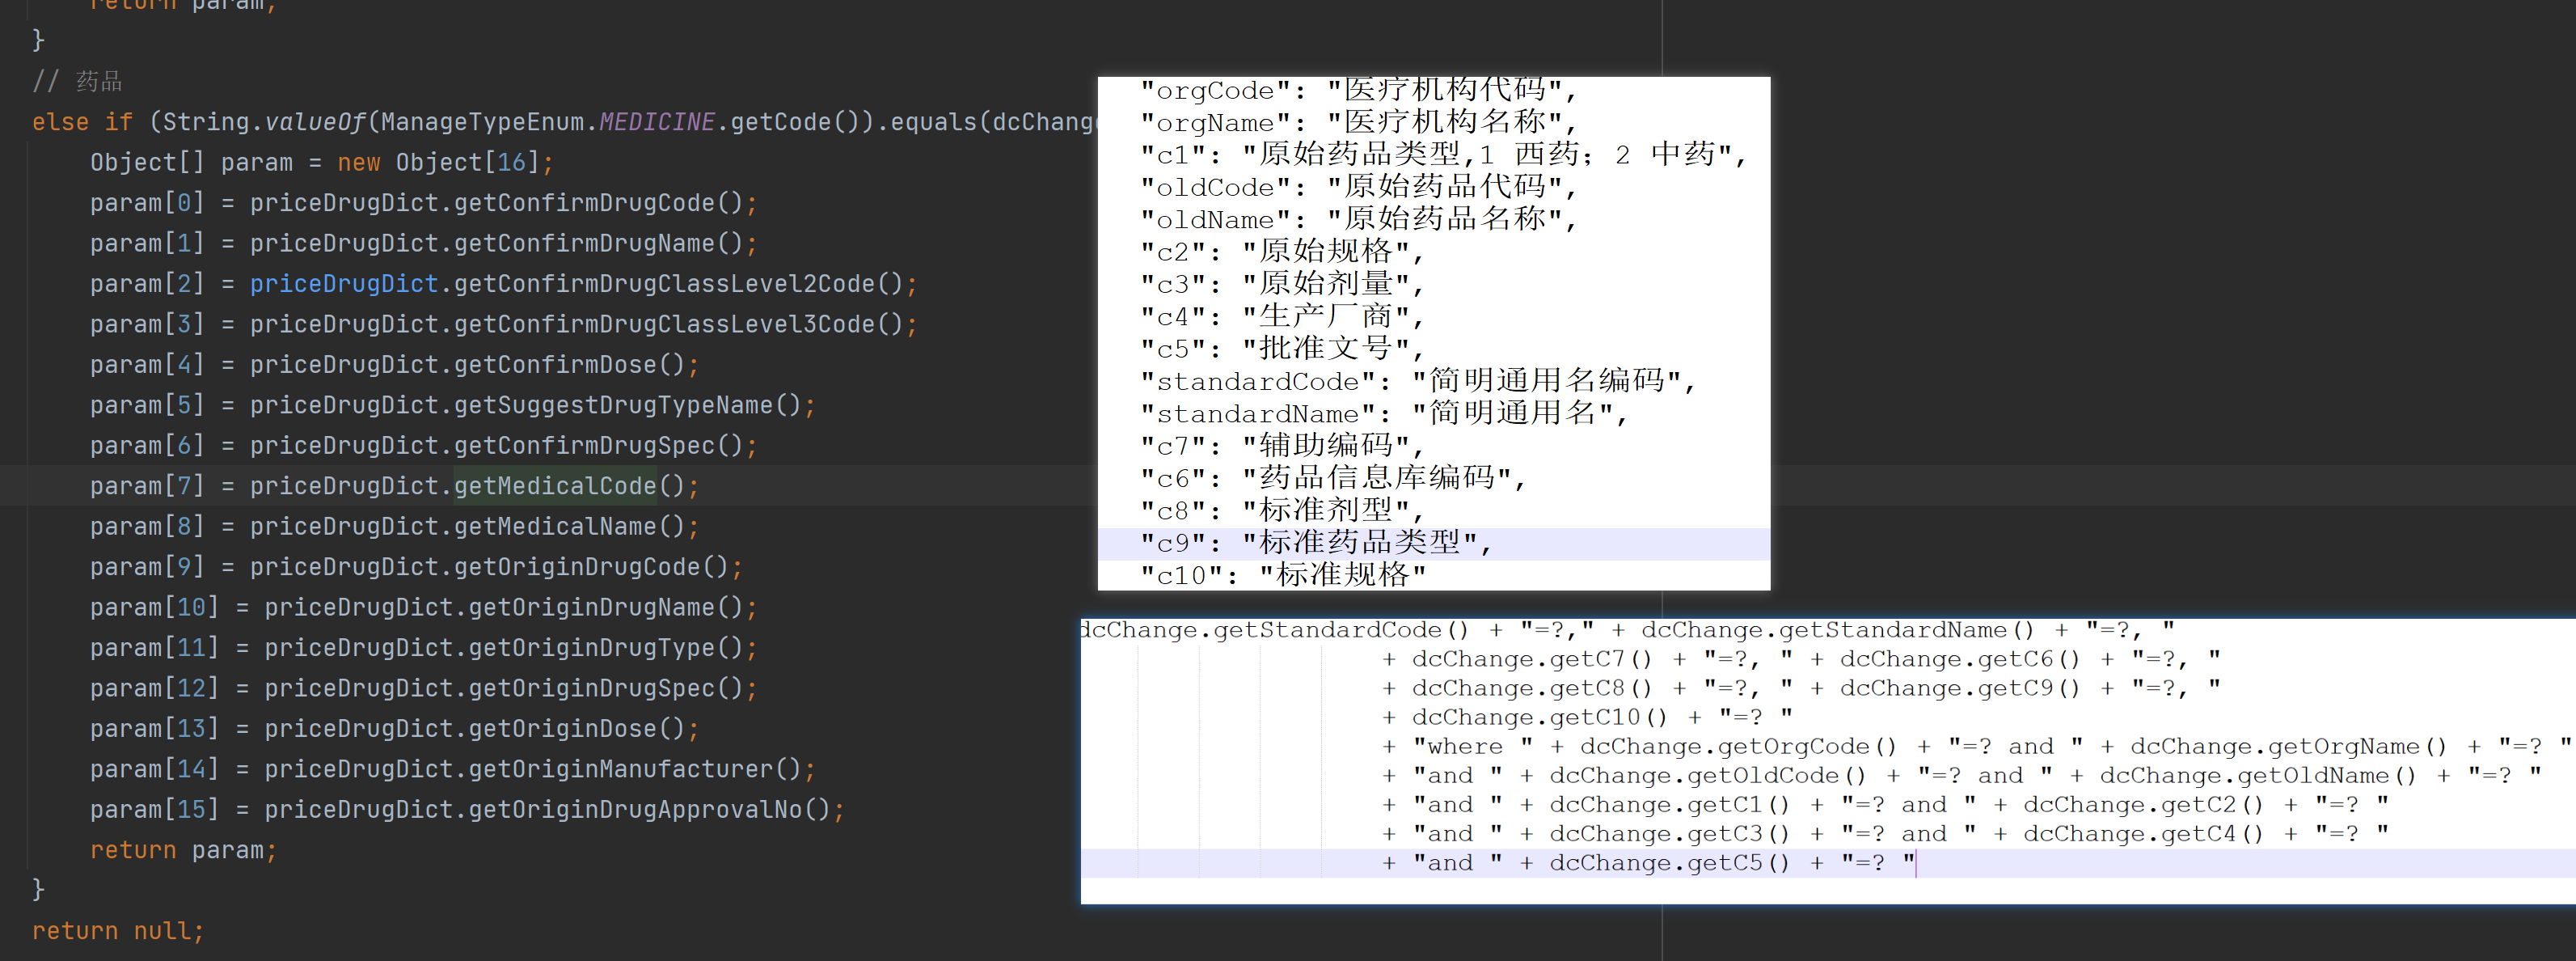 return param;
}
// 药品
else if (String.valueOf(ManageTypeEnum.MEDICINE.getCode()).equals(dcChang
Object[] param = new Object[16];
param[0] = priceDrugDict.getConfirmDrugCode();
param[1] = priceDrugDict.getConfirmDrugName();
param[2] = priceDrugDict.getConfirmDrugClassLevel2Code();
param[3] = priceDrugDict.getConfirmDrugClassLevel3Code();
param[4] = priceDrugDict.getConfirmDose();
param[5] = priceDrugDict.getSuggestDrugTypeName();
param[6] = priceDrugDict.getConfirmDrugSpec();
param[7] = priceDrugDict.getMedicalCode();
param[8] = priceDrugDict.getMedicalName();
param[9] = priceDrugDict.getOriginDrugCode();
param[10] = priceDrugDict.getOriginDrugName();
param[11] = priceDrugDict.getOriginDrugType();
param[12] = priceDrugDict.getOriginDrugSpec();
param[13] = priceDrugDict.getOriginDose();
param[14] = priceDrugDict.getOriginManufacturer();
param[15] = priceDrugDict.getOriginDrugApprovalNo();
return param;
}
return null;
"orgCode": "医疗机构代码",
"orgName": "医疗机构名称",
"c1": "原始药品类型,1 西药；2 中药",
"oldCode": "原始药品代码",
"oldName": "原始药品名称",
"c2": "原始规格",
"c3": "原始剂量",
"c4": "生产厂商",
"c5": "批准文号",
"standardCode": "简明通用名编码",
"standardName": "简明通用名",
"c7": "辅助编码",
"c6": "药品信息库编码",
"c8": "标准剂型",
"c9": "标准药品类型",
"c10": "标准规格"
dcChange.getStandardCode() + "=?," + dcChange.getStandardName() + "=?, "
+ dcChange.getC7() + "=?, " + dcChange.getC6() + "=?, "
+ dcChange.getC8() + "=?, " + dcChange.getC9() + "=?, "
+ dcChange.getC10() + "=? "
+ "where " + dcChange.getOrgCode() + "=? and " + dcChange.getOrgName() + "=? "
+ "and " + dcChange.getOldCode() + "=? and " + dcChange.getOldName() + "=? "
+ "and " + dcChange.getC1() + "=? and " + dcChange.getC2() + "=? "
+ "and " + dcChange.getC3() + "=? and " + dcChange.getC4() + "=? "
+ "and " + dcChange.getC5() + "=? "